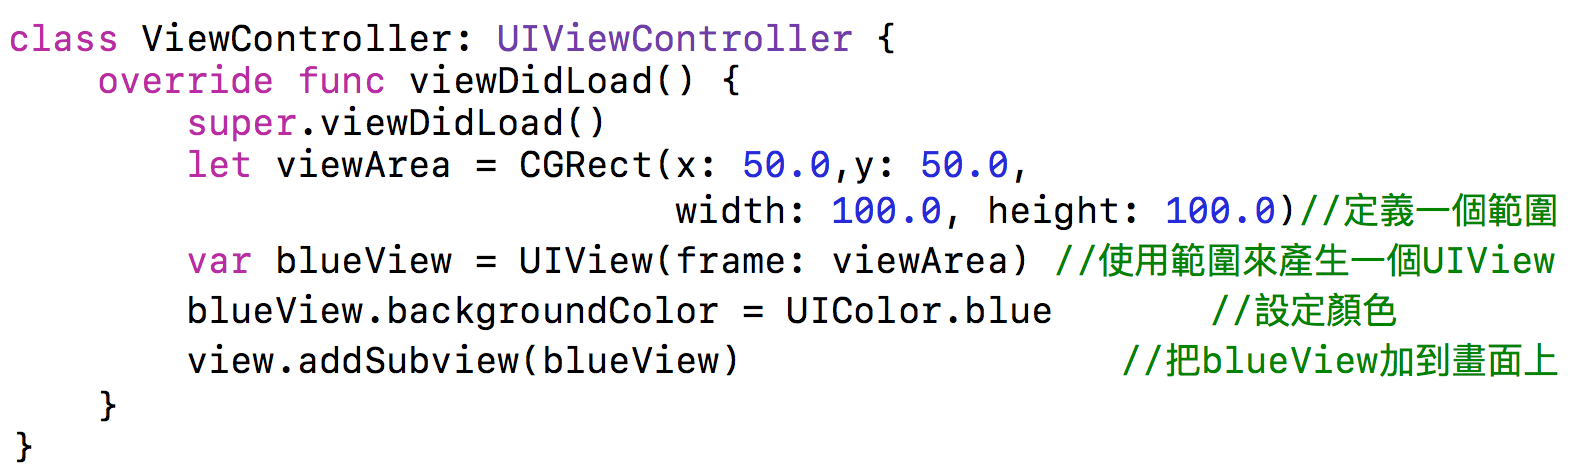 class ViewController: UIViewController {
    override func viewDidLoad() {
        super.viewDidLoad()
        let viewArea = CGRect(x: 50.0,y: 50.0,
                              width: 100.0, height: 100.0)//定義一個範圍
        var blueView = UIView(frame: viewArea) //使用範圍來產生一個UIView
        blueView.backgroundColor = UIColor.blue       //設定顏色
        view.addSubview(blueView)                 //把blueView加到畫面上
    }
}